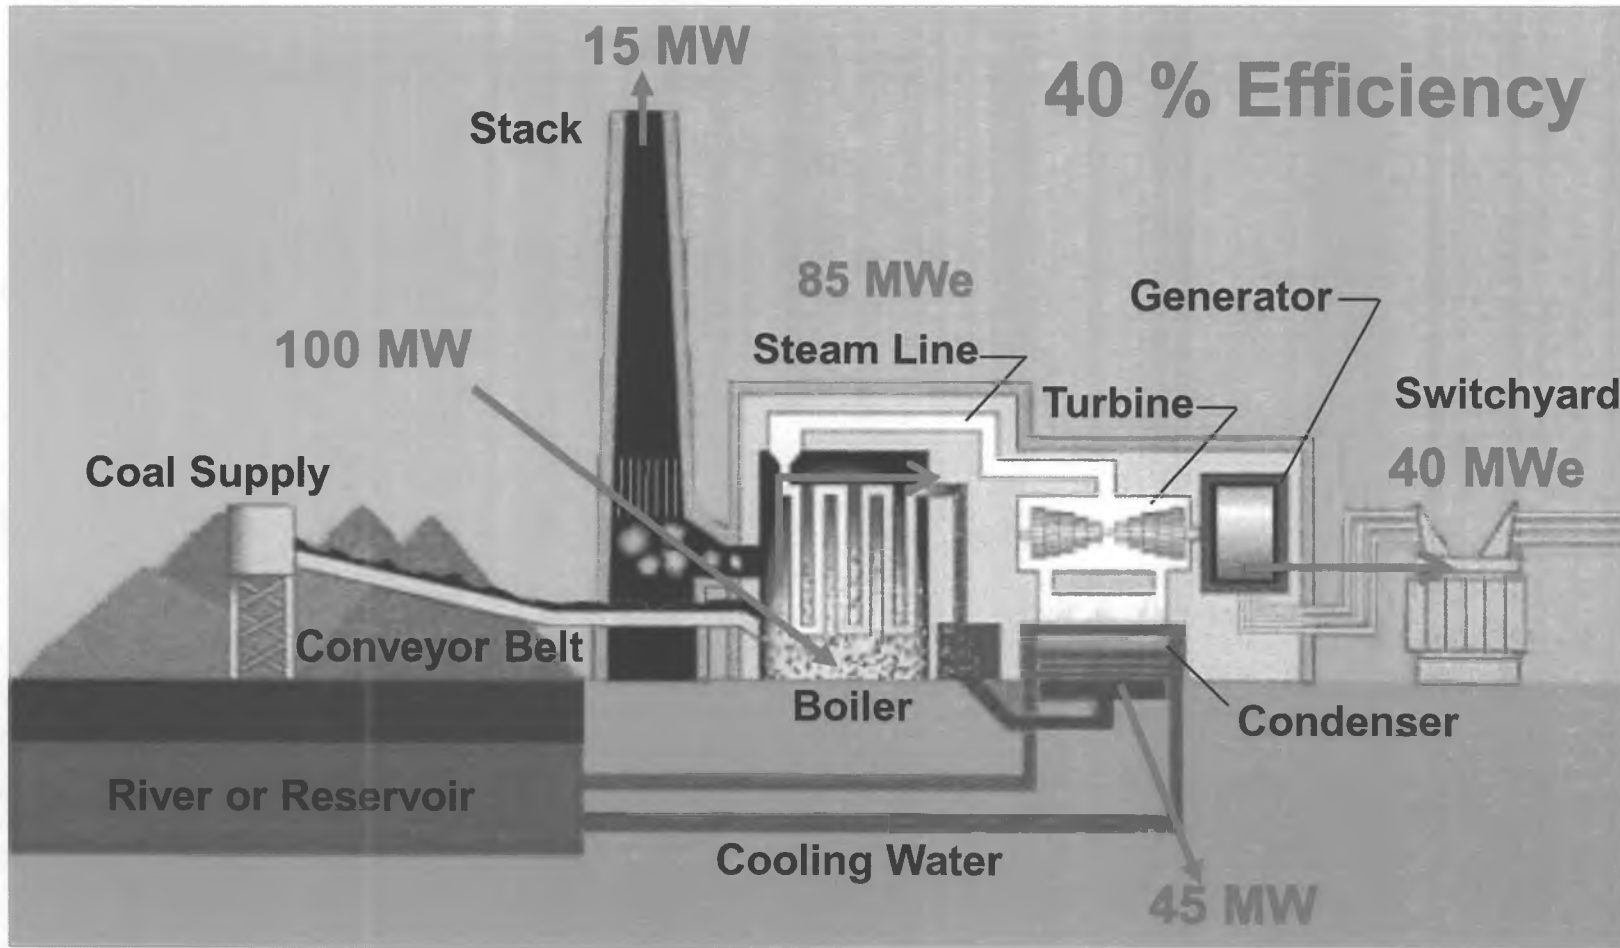 15 MW
40 % Efficiency
Stack
85 MWe
Generator
100 MW
Steam Line
Turbine
Switchyard
40 MWe
Coal Supply
Conveyor Belt
Boiler
Condenser
River or Reservoir
Cooling Water
45 MW